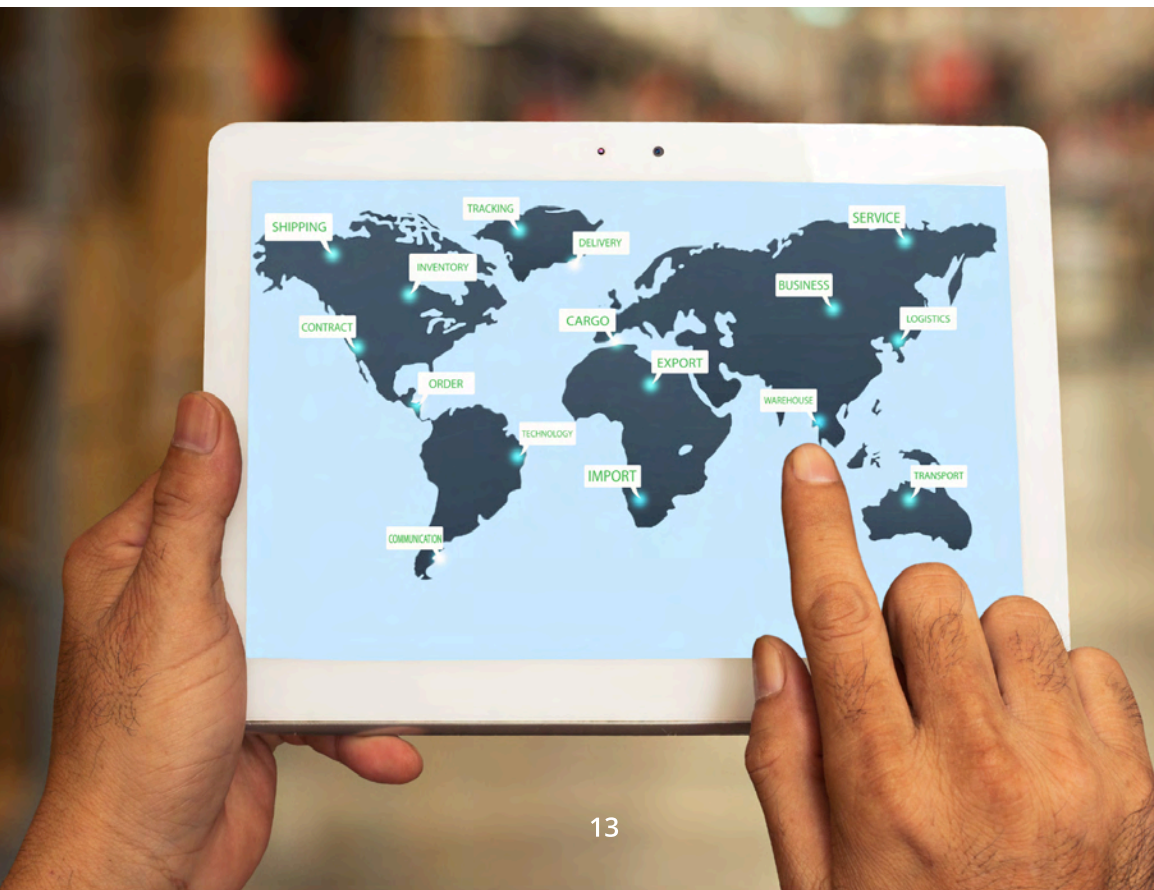 TRACKING
SERVICE
SHIPPING
DELIVERY
INVENTORY
BUSINESS
CONTRACT
CARGO
LOGISTICS
EXPORT
ORDER
WAREHOUSE
TECHNOLOGY
IMPORT
TRANSPORT
COMMUNICATION
13